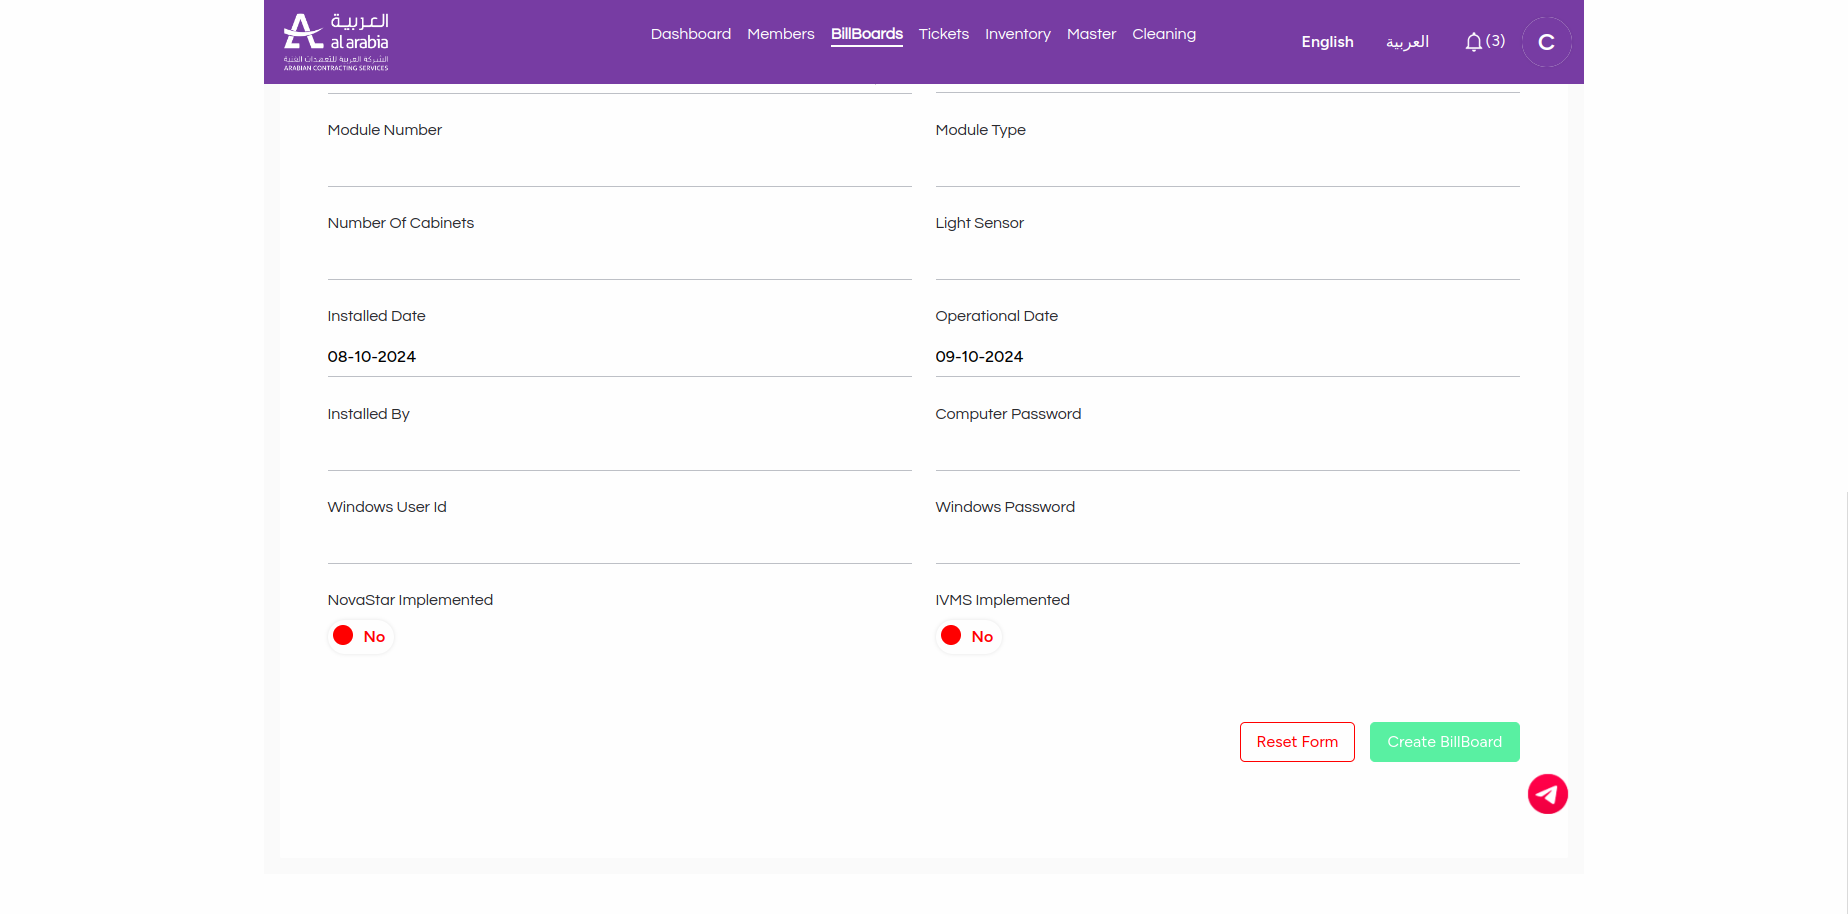 العربية
al arabia
الشركة العربية للتعهدات الفنية
ARABIAN CONTRACTING SERVICES
Dashboard Members BillBoards Tickets Inventory Master Cleaning
English العربية (3) C
Module Number Module Type
Number Of Cabinets Light Sensor
Installed Date Operational Date
08-10-2024 09-10-2024
Installed By Computer Password
Windows User Id Windows Password
NovaStar Implemented IVMS Implemented
No No
Reset Form Create BillBoard